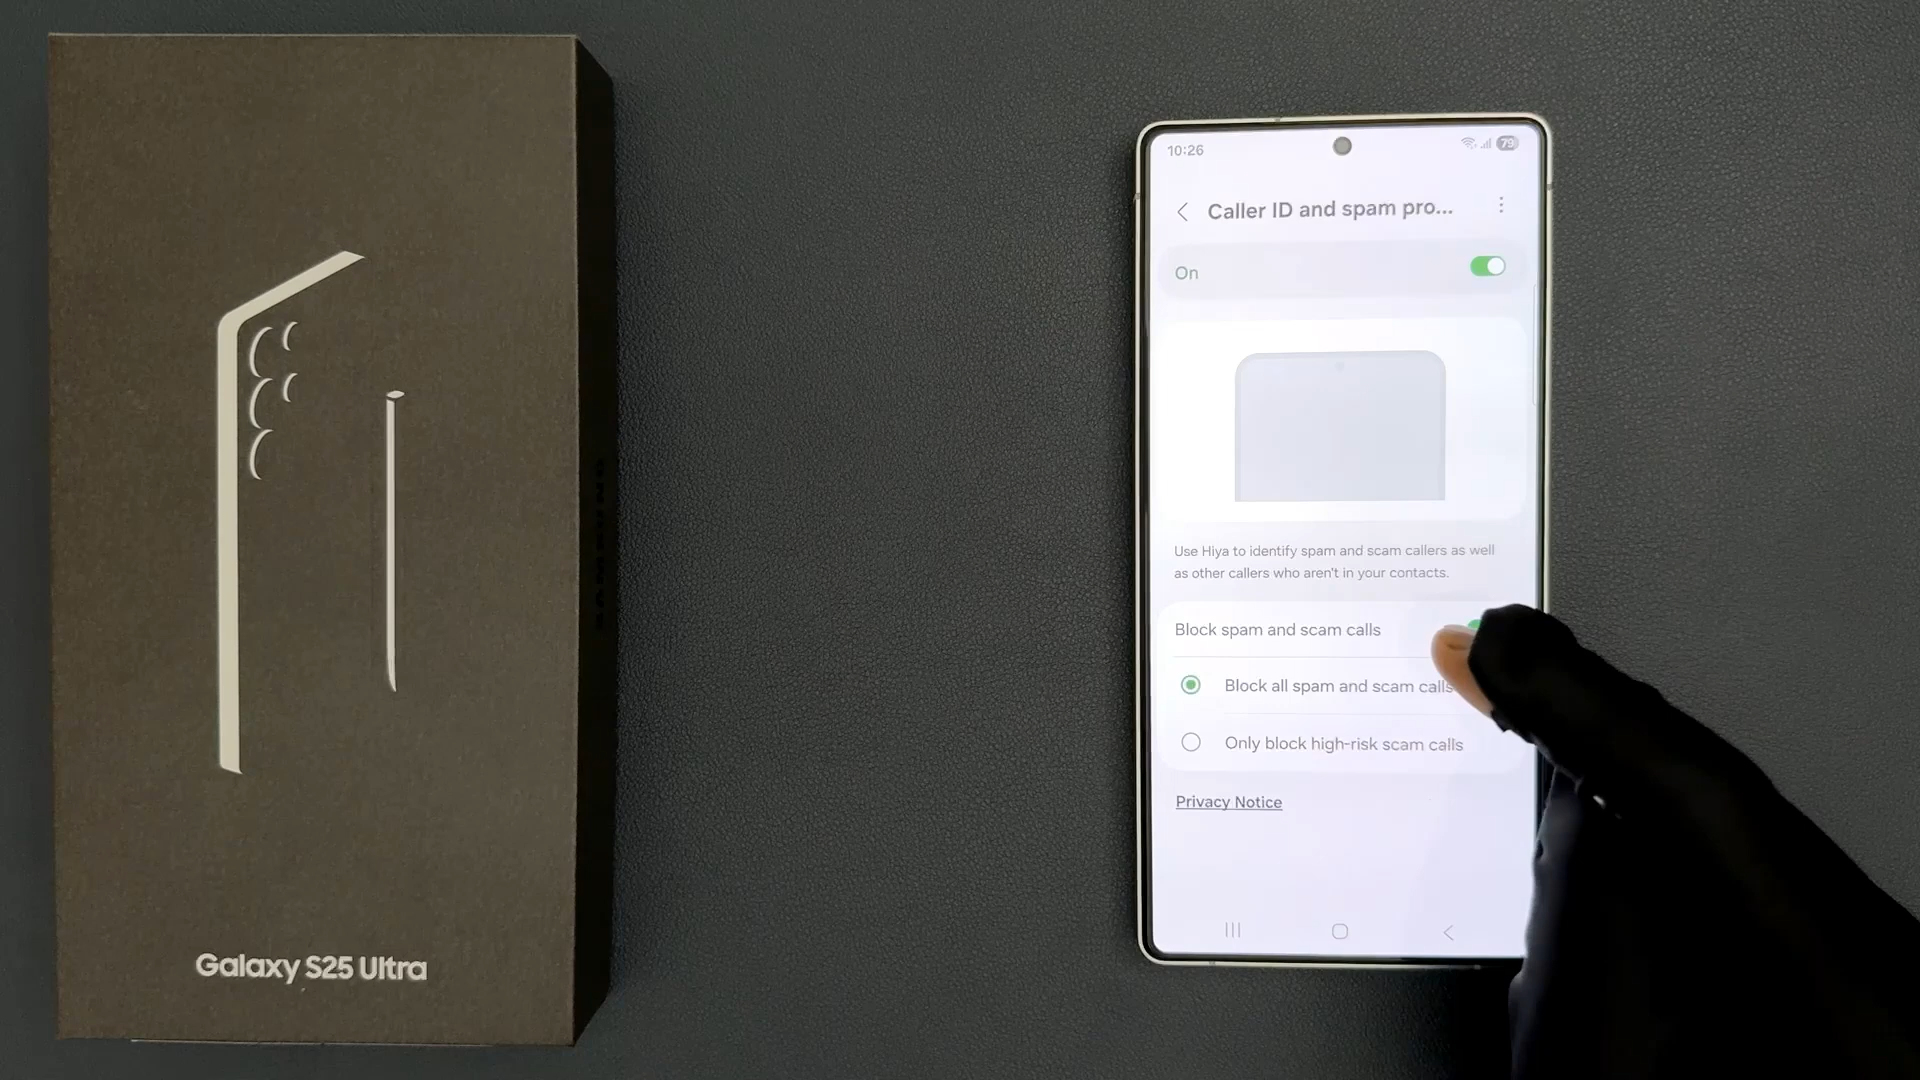 Galaxy S25 Ultra
SAMSUNG
10:26
79
Caller ID and spam pro...
On
Use Hiya to identify spam and scam callers as well
as other callers who aren't in your contacts.
Block spam and scam calls
Block all spam and scam calls
Only block high-risk scam calls
Privacy Notice